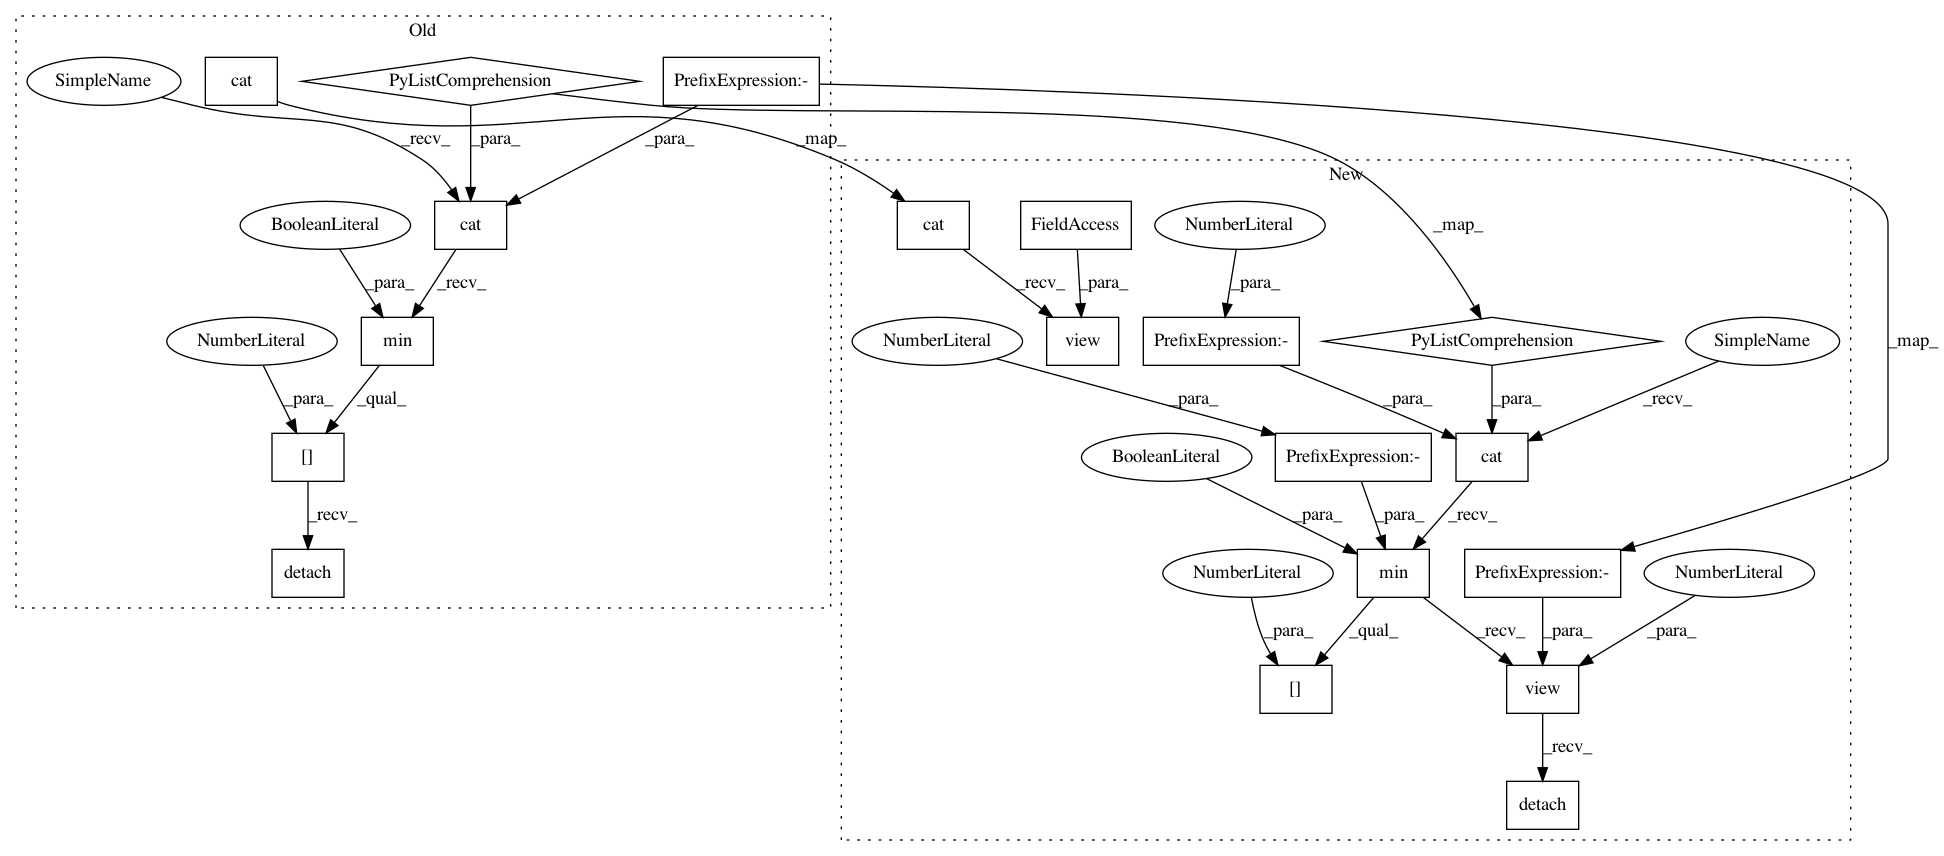 Old
SimpleName
cat
PyListComprehension
PrefixExpression:-
_recv_
_para_
_para_
_map_
New
BooleanLiteral
cat
cat
FieldAccess
NumberLiteral
_map_
_para_
_recv_
_recv_
_para_
_para_
NumberLiteral
min
NumberLiteral
view
PrefixExpression:-
PyListComprehension
SimpleName
_map_
_para_
_qual_
_para_
_para_
_para_
_recv_
[]
BooleanLiteral
PrefixExpression:-
cat
_recv_
_para_
_para_
_recv_
detach
NumberLiteral
min
PrefixExpression:-
NumberLiteral
_para_
_qual_
_recv_
_para_
_para_
[]
view
_recv_
detach